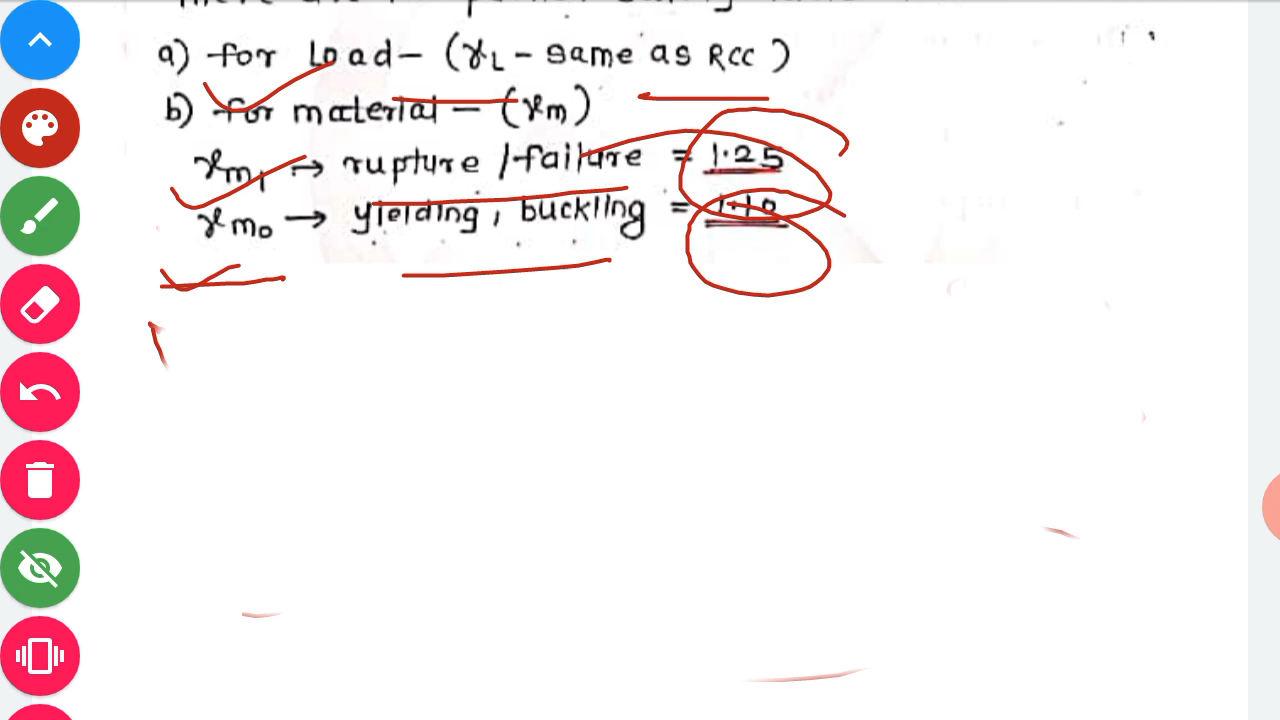 a) for Load - (γL - same as RCC)
b) for material - (γm)
γm1 → rupture / failure = 1.25
γm0 → yielding, buckling = 1.10